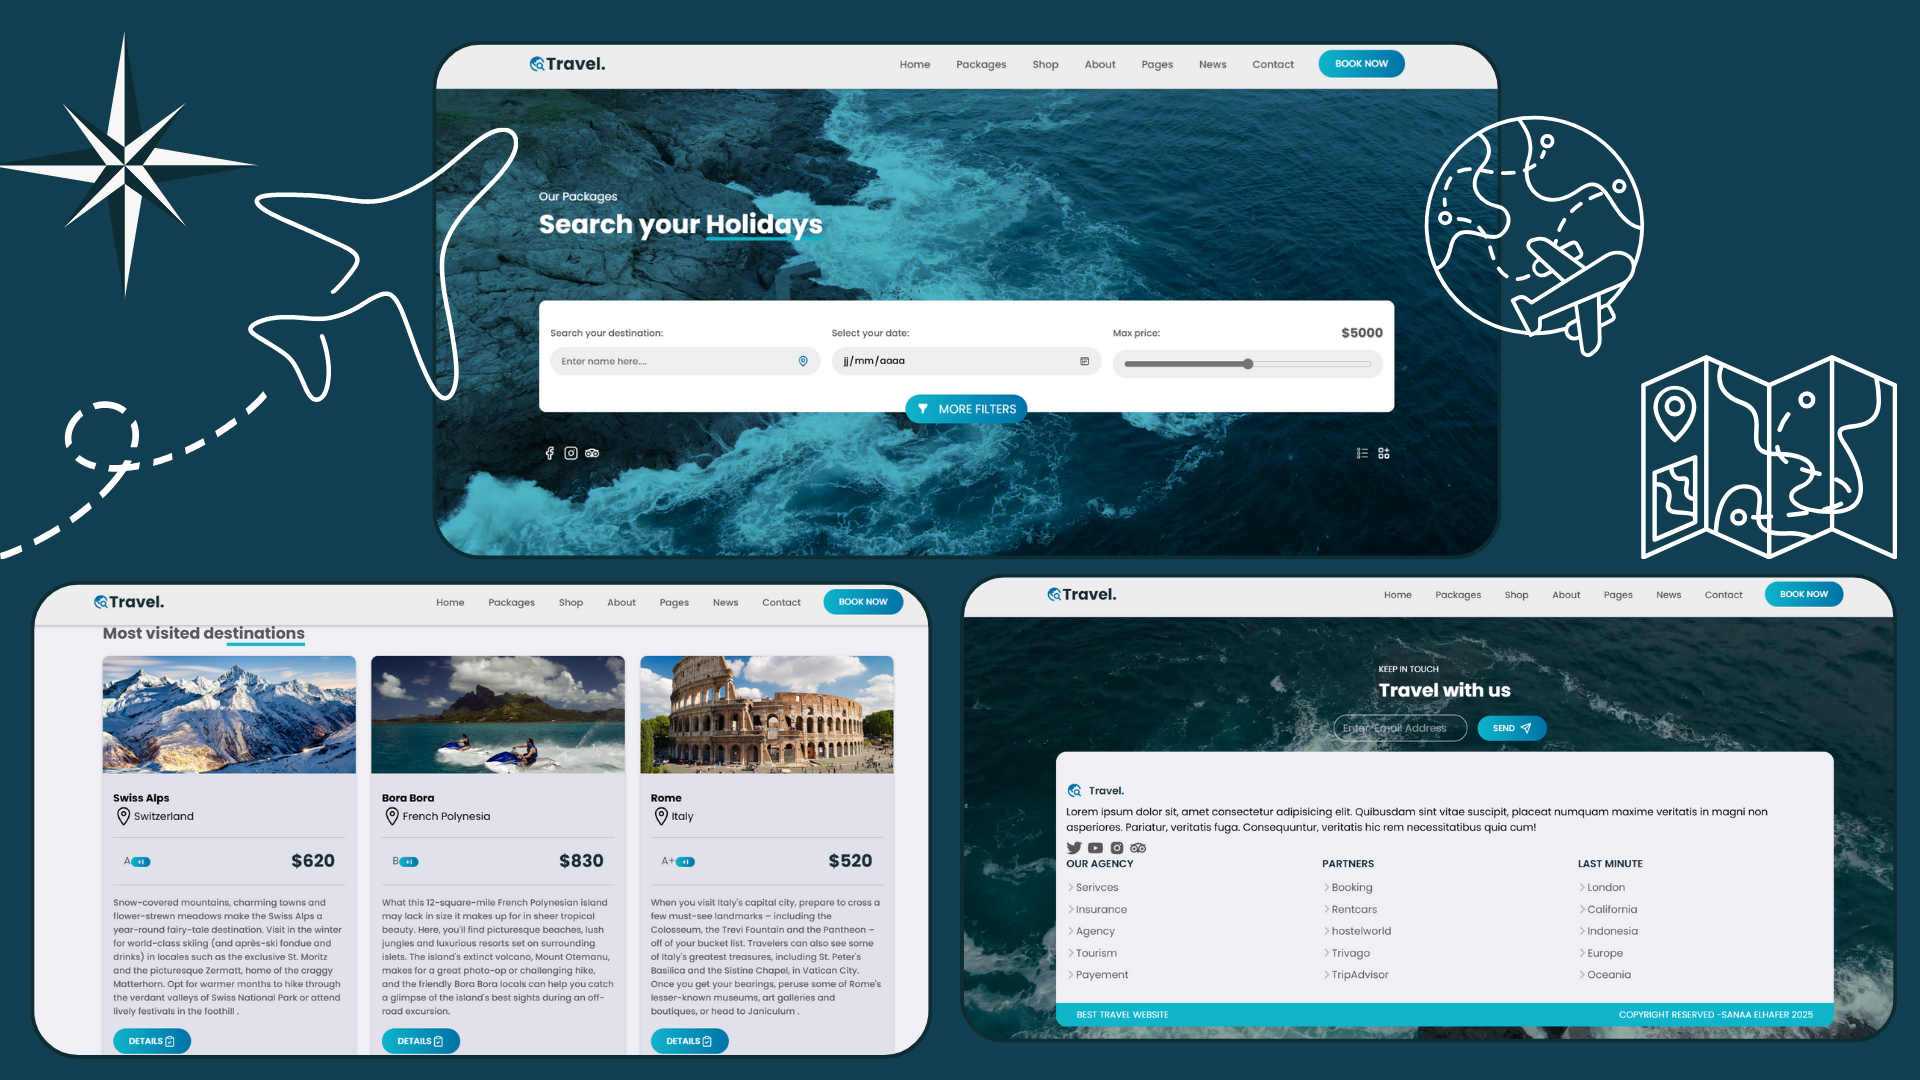 Travel.
Home Packages Shop About Pages News Contact BOOK NOW
Our Packages
Search your Holidays
Search your destination: Select your date: Max price: $5000
Enter name here.... jj/mm/aaaa
MORE FILTERS
Travel.
Home Packages Shop About Pages News Contact BOOK NOW
Most visited destinations
Swiss Alps
Switzerland
A +1 $620
Snow-covered mountains, charming towns and
flower-strewn meadows make the Swiss Alps a
year-round fairy-tale destination. Visit in the winter
for world-class skiing (and après-ski fondue and
drinks) in locales such as the exclusive St. Moritz
and the picturesque Zermatt, home of the craggy
Matterhorn. Opt for warmer months to hike through
the verdant valleys of Swiss National Park or attend
lively festivals in the foothill .
DETAILS
Bora Bora
French Polynesia
B +1 $830
What this 12-square-mile French Polynesian island
may lack in size it makes up for in sheer tropical
beauty. Here, you'll find picturesque beaches, lush
jungles and luxurious resorts set on surrounding
islets. The island's extinct volcano, Mount Otemanu,
makes for a great photo-op or challenging hike,
and the friendly Bora Bora locals can help you catch
a glimpse of the island's best sights during an off-
road excursion.
DETAILS
Rome
Italy
A+ +1 $520
When you visit Italy's capital city, prepare to cross a
few must-see landmarks – including the
Colosseum, the Trevi Fountain and the Pantheon –
off of your bucket list. Travelers can also see some
of Italy's greatest treasures, including St. Peter's
Basilica and the Sistine Chapel, in Vatican City.
Once you get your bearings, peruse some of Rome's
lesser-known museums, art galleries and
boutiques, or head to Janiculum .
DETAILS
Travel.
Home Packages Shop About Pages News Contact BOOK NOW
KEEP IN TOUCH
Travel with us
Enter Email Address SEND
Travel.
Lorem ipsum dolor sit, amet consectetur adipisicing elit. Quibusdam sint vitae suscipit, placeat numquam maxime veritatis in magni non
asperiores. Pariatur, veritatis fuga. Consequuntur, veritatis hic rem necessitatibus quia cum!
OUR AGENCY
Serivces
Insurance
Agency
Tourism
Payement
PARTNERS
Booking
Rentcars
hostelworld
Trivago
TripAdvisor
LAST MINUTE
London
California
Indonesia
Europe
Oceania
BEST TRAVEL WEBSITE COPYRIGHT RESERVED -SANAA ELHAFER 2025